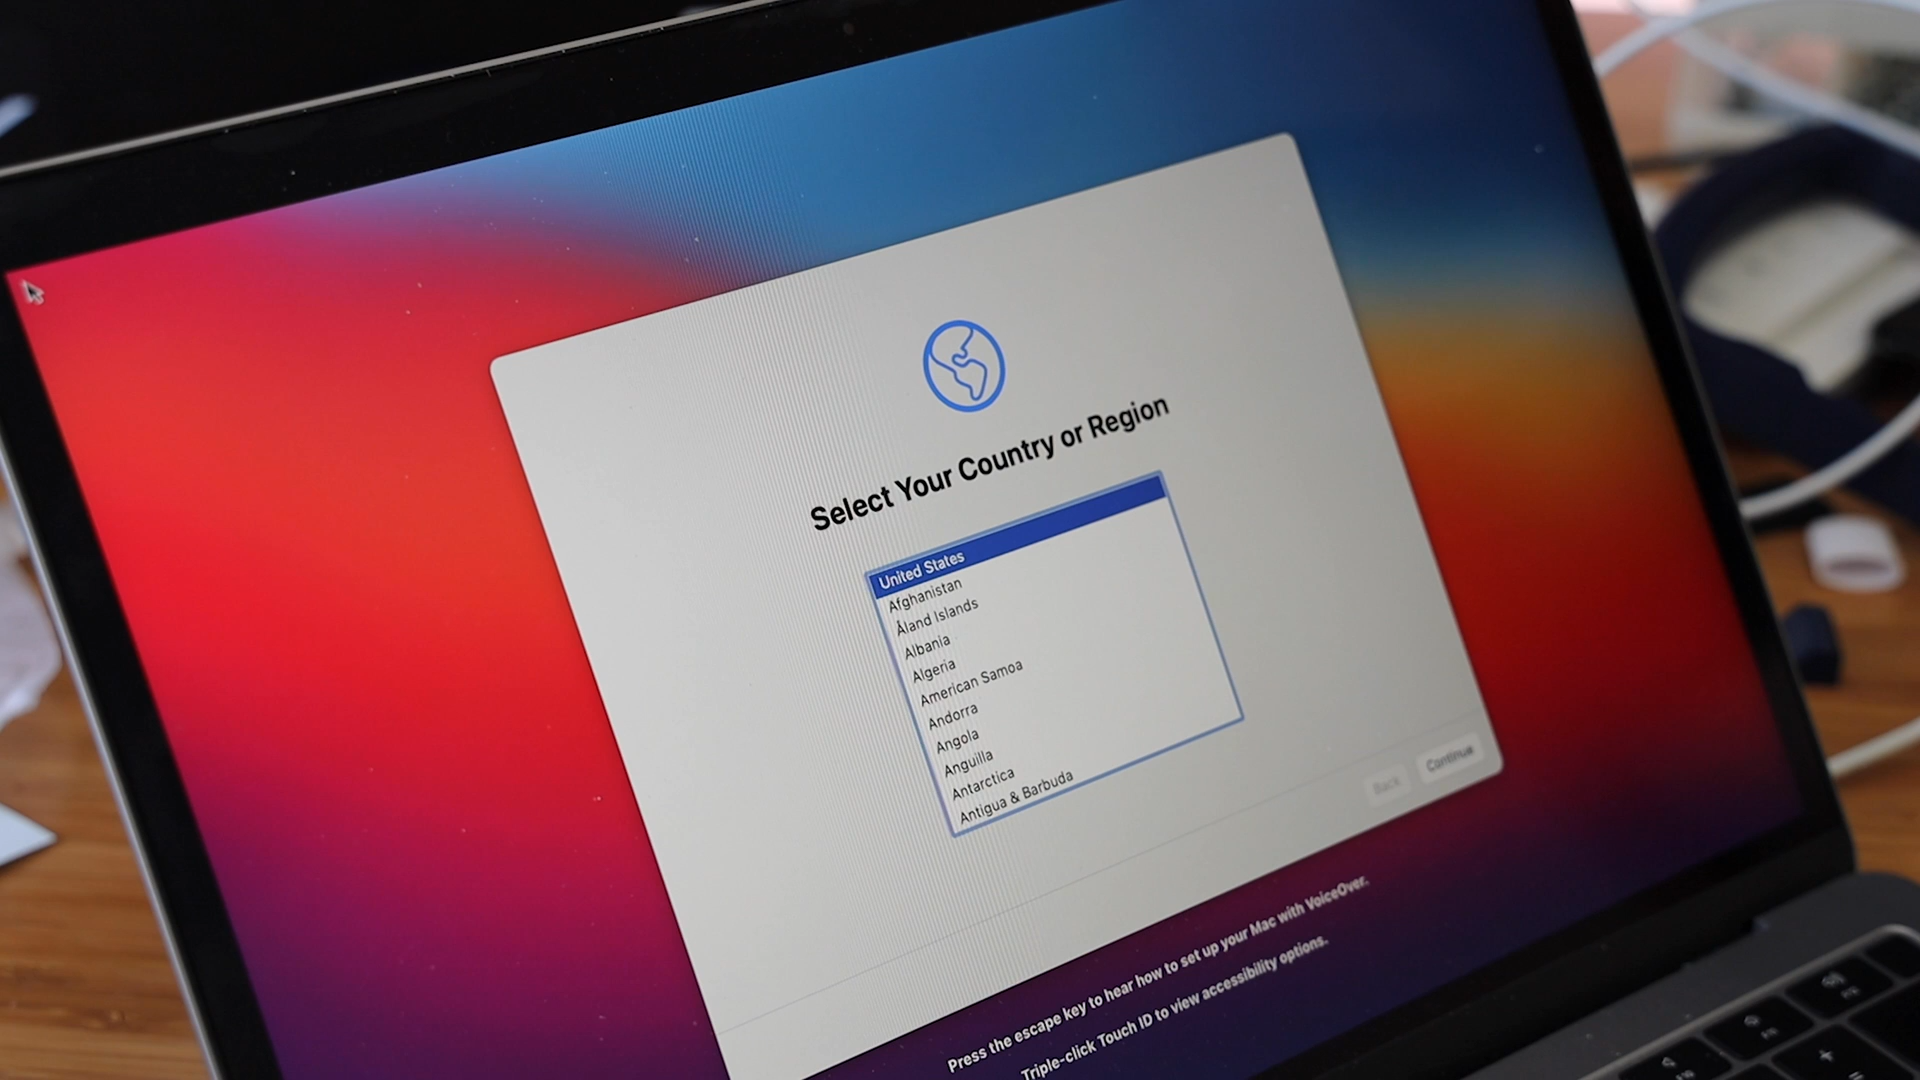 Select Your Country or Region
United States
Afghanistan
Åland Islands
Albania
Algeria
American Samoa
Andorra
Angola
Anguilla
Antarctica
Antigua & Barbuda
Back
Continue
Press the escape key to hear how to set up your Mac with VoiceOver.
Triple-click Touch ID to view accessibility options.